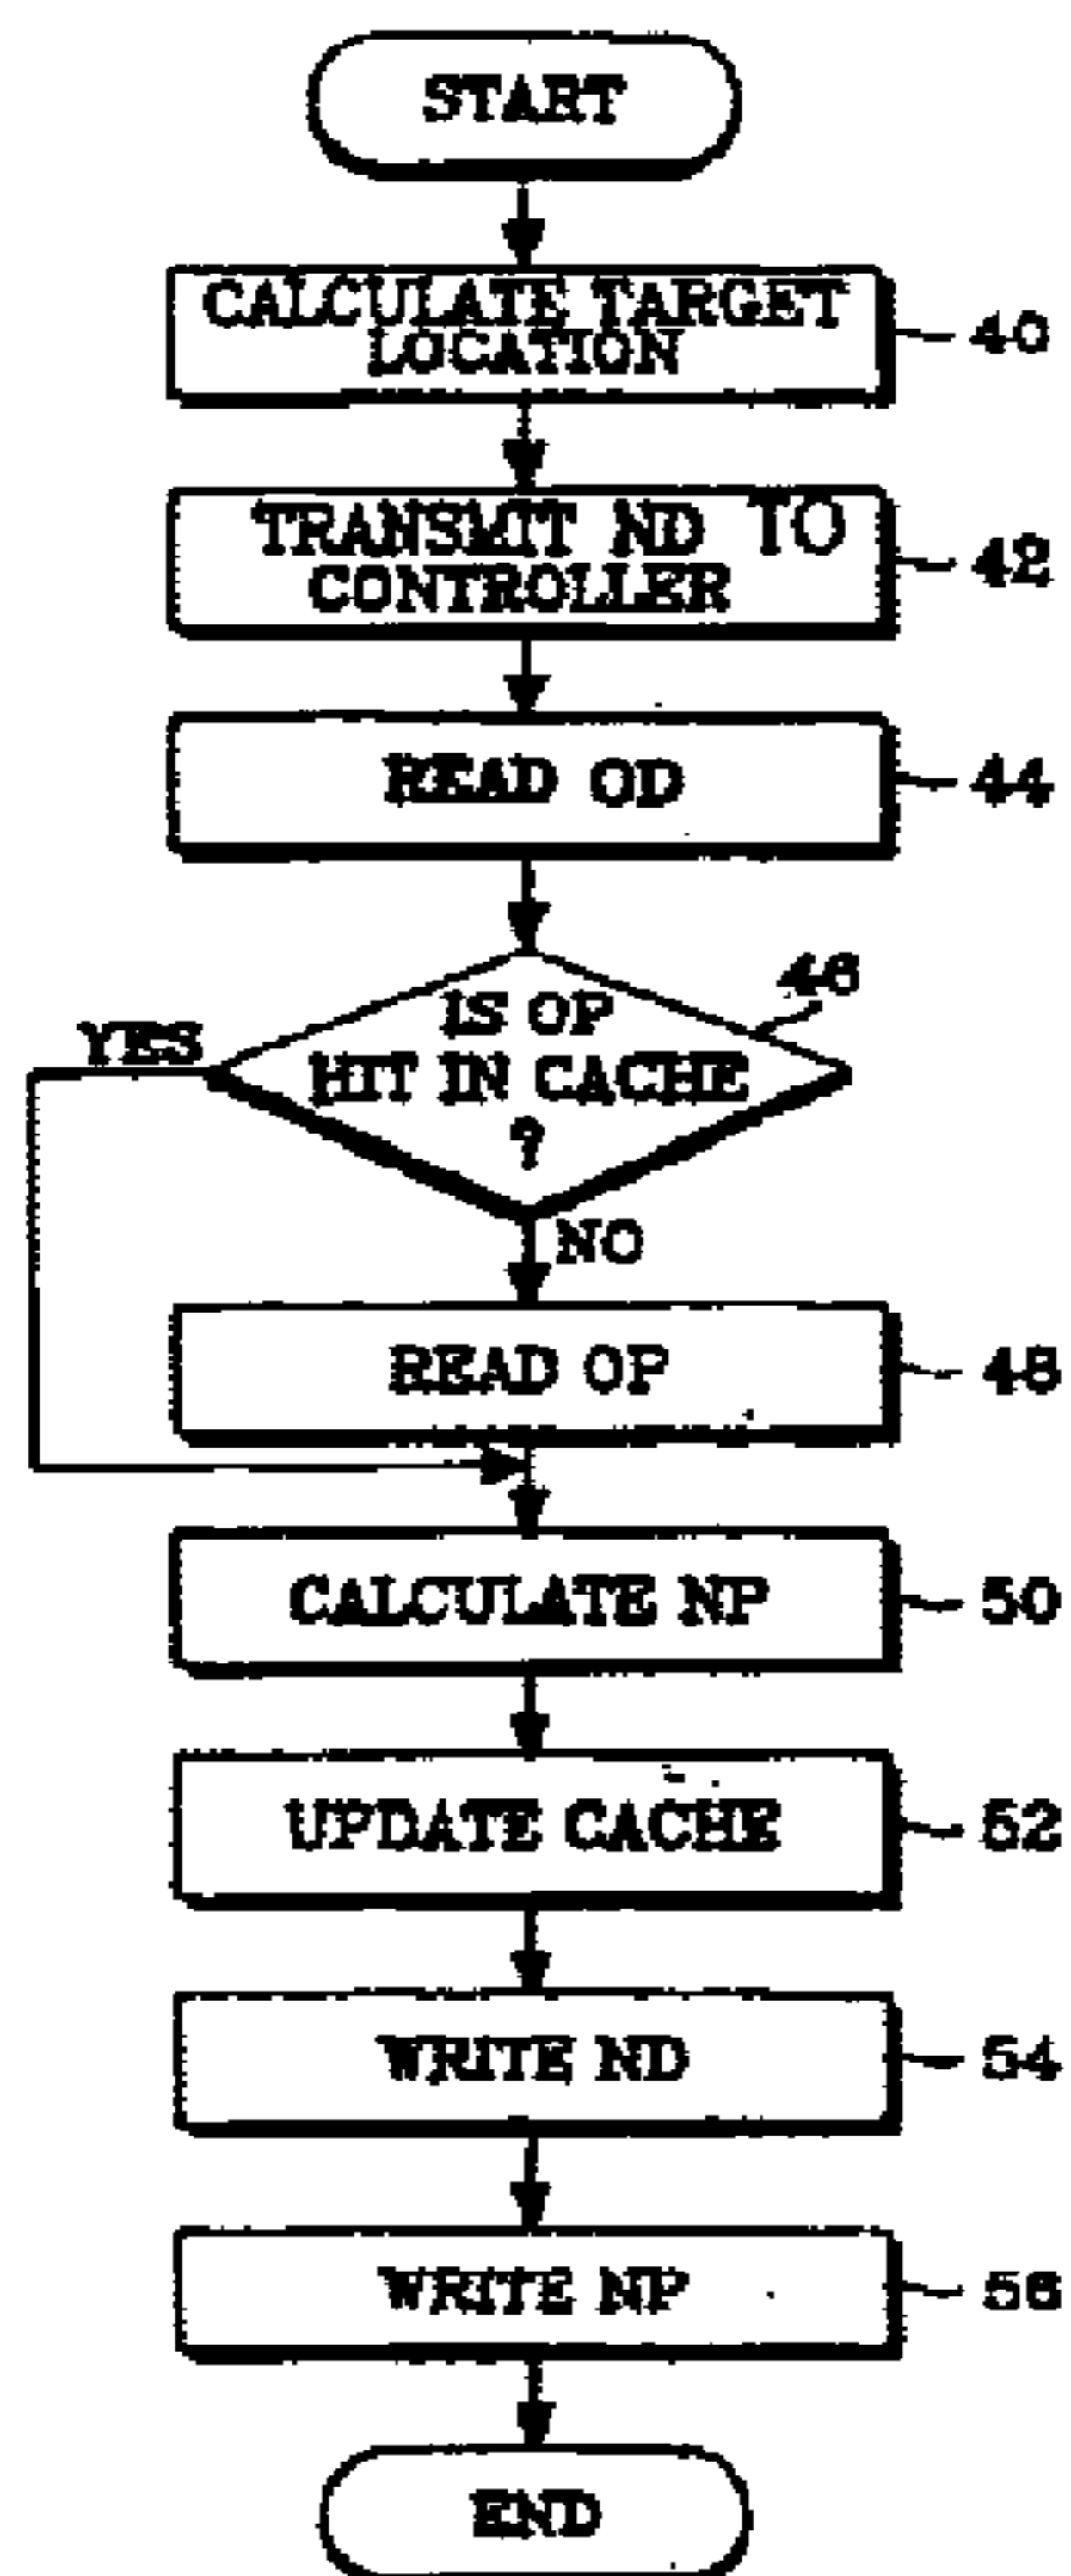 START
CALCULATE TARGET
LOCATION
40
TRANSMIT ND TO
CONTROLLER
42
READ OD
44
46
IS OP
YES
HIT IN CACHE
?
NO
READ OP
48
CALCULATE NP
50
UPDATE CACHE
52
WRITE ND
54
WRITE NP
56
END